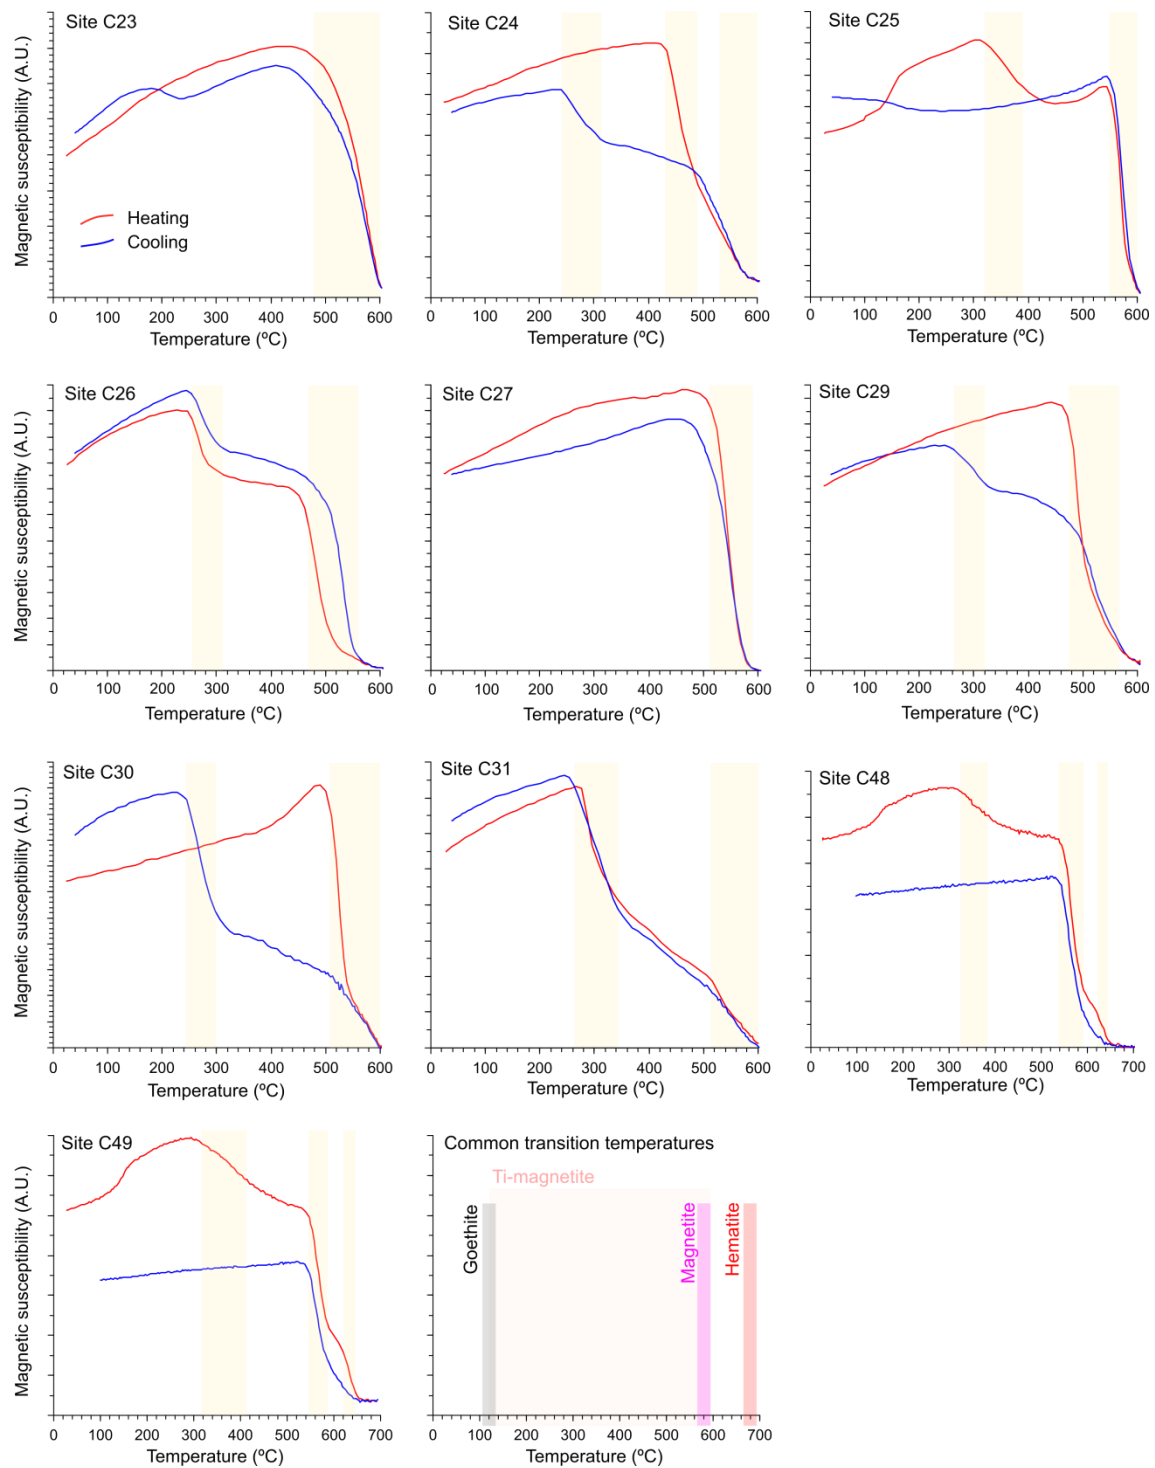 Site C23
Site C24
Site C25
Magnetic susceptibility (A.U.)
Heating
Cooling
0 100 200 300 400 500 600
0 100 200 300 400 500 600
0 100 200 300 400 500 600
Temperature (ºC)
Temperature (ºC)
Temperature (ºC)
Site C26
Site C27
Site C29
Magnetic susceptibility (A.U.)
0 100 200 300 400 500 600
0 100 200 300 400 500 600
0 100 200 300 400 500 600
Temperature (ºC)
Temperature (ºC)
Temperature (ºC)
Site C30
Site C31
Site C48
Magnetic susceptibility (A.U.)
0 100 200 300 400 500 600
0 100 200 300 400 500 600
0 100 200 300 400 500 600 700
Temperature (ºC)
Temperature (ºC)
Temperature (ºC)
Site C49
Common transition temperatures
Magnetic susceptibility (A.U.)
Ti-magnetite
Goethite
Magnetite
Hematite
0 100 200 300 400 500 600 700
0 100 200 300 400 500 600 700
Temperature (ºC)
Temperature (ºC)